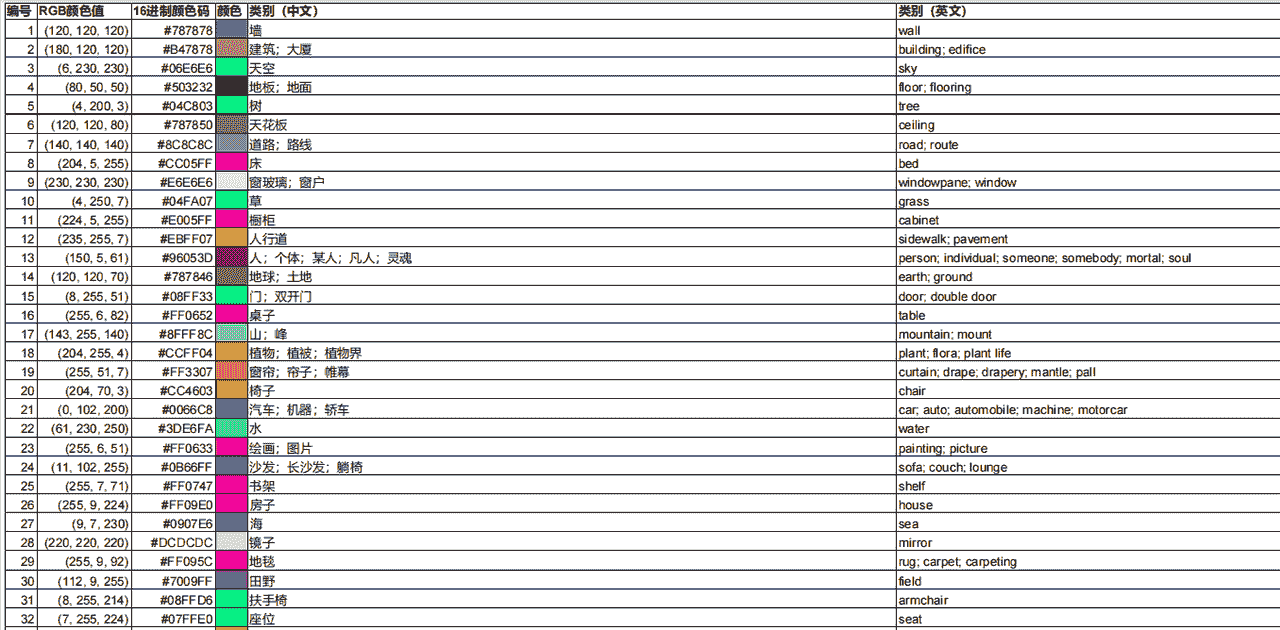 编号 RGB颜色值 16进制颜色码 颜色 类别（中文） 类别（英文）
1 (120, 120, 120) #787878 墙 wall
2 (180, 120, 120) #B47878 建筑；大厦 building; edifice
3 (6, 230, 230) #06E6E6 天空 sky
4 (80, 50, 50) #503232 地板；地面 floor; flooring
5 (4, 200, 3) #04C803 树 tree
6 (120, 120, 80) #787850 天花板 ceiling
7 (140, 140, 140) #8C8C8C 道路；路线 road; route
8 (204, 5, 255) #CC05FF 床 bed
9 (230, 230, 230) #E6E6E6 窗玻璃；窗户 windowpane; window
10 (4, 250, 7) #04FA07 草 grass
11 (224, 5, 255) #E005FF 橱柜 cabinet
12 (235, 255, 7) #EBFF07 人行道 sidewalk; pavement
13 (150, 5, 61) #96053D 人；个体；某人；凡人；灵魂 person; individual; someone; somebody; mortal; soul
14 (120, 120, 70) #787846 地球；土地 earth; ground
15 (8, 255, 51) #08FF33 门；双开门 door; double door
16 (255, 6, 82) #FF0652 桌子 table
17 (143, 255, 140) #8FFF8C 山；峰 mountain; mount
18 (204, 255, 4) #CCFF04 植物；植被；植物界 plant; flora; plant life
19 (255, 51, 7) #FF3307 窗帘；帘子；帷幕 curtain; drape; drapery; mantle; pall
20 (204, 70, 3) #CC4603 椅子 chair
21 (0, 102, 200) #0066C8 汽车；机器；轿车 car; auto; automobile; machine; motorcar
22 (61, 230, 250) #3DE6FA 水 water
23 (255, 6, 51) #FF0633 绘画；图片 painting; picture
24 (11, 102, 255) #0B66FF 沙发；长沙发；躺椅 sofa; couch; lounge
25 (255, 7, 71) #FF0747 书架 shelf
26 (255, 9, 224) #FF09E0 房子 house
27 (9, 7, 230) #0907E6 海 sea
28 (220, 220, 220) #DCDCDC 镜子 mirror
29 (255, 9, 92) #FF095C 地毯 rug; carpet; carpeting
30 (112, 9, 255) #7009FF 田野 field
31 (8, 255, 214) #08FFD6 扶手椅 armchair
32 (7, 255, 224) #07FFE0 座位 seat